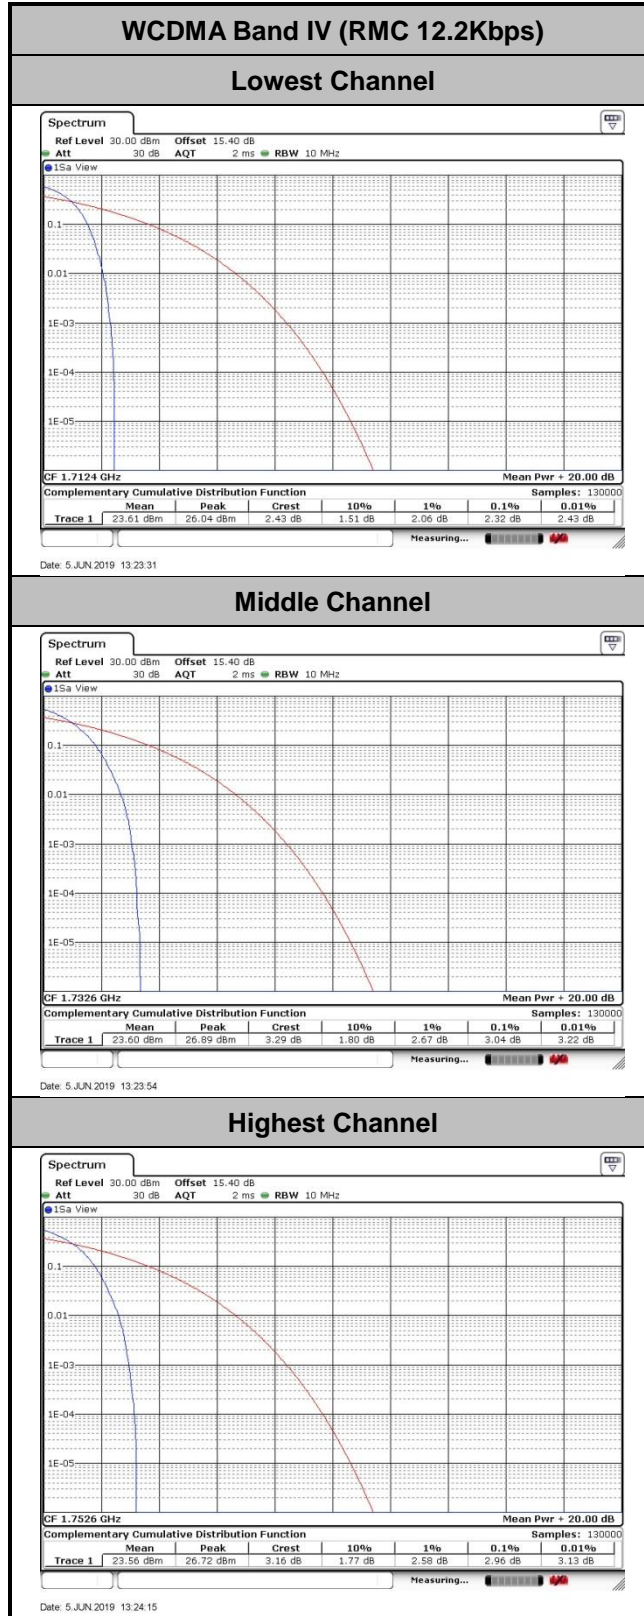 WCDMA Band IV (RMC 12.2Kbps)
Lowest Channel
Spectrum
Ref Level 30.00 dBm Offset 15.40 dB
Att 30 dB AQT 2 ms RBW 10 MHz
1Sa View
0.1
0.01
1E-03
1E-04
1E-05
CF 1.7124 GHz Mean Pwr + 20.00 dB
Complementary Cumulative Distribution Function Samples: 130000
Mean Peak Crest 10% 1% 0.1% 0.01%
Trace 1 23.61 dBm 26.04 dBm 2.43 dB 1.51 dB 2.06 dB 2.32 dB 2.43 dB
Measuring...
Date: 5.JUN.2019 13:23:31
Middle Channel
Spectrum
Ref Level 30.00 dBm Offset 15.40 dB
Att 30 dB AQT 2 ms RBW 10 MHz
1Sa View
0.1
0.01
1E-03
1E-04
1E-05
CF 1.7326 GHz Mean Pwr + 20.00 dB
Complementary Cumulative Distribution Function Samples: 130000
Mean Peak Crest 10% 1% 0.1% 0.01%
Trace 1 23.60 dBm 26.89 dBm 3.29 dB 1.80 dB 2.67 dB 3.04 dB 3.22 dB
Measuring...
Date: 5.JUN.2019 13:23:54
Highest Channel
Spectrum
Ref Level 30.00 dBm Offset 15.40 dB
Att 30 dB AQT 2 ms RBW 10 MHz
1Sa View
0.1
0.01
1E-03
1E-04
1E-05
CF 1.7526 GHz Mean Pwr + 20.00 dB
Complementary Cumulative Distribution Function Samples: 130000
Mean Peak Crest 10% 1% 0.1% 0.01%
Trace 1 23.56 dBm 26.72 dBm 3.16 dB 1.77 dB 2.58 dB 2.96 dB 3.13 dB
Measuring...
Date: 5.JUN.2019 13:24:15